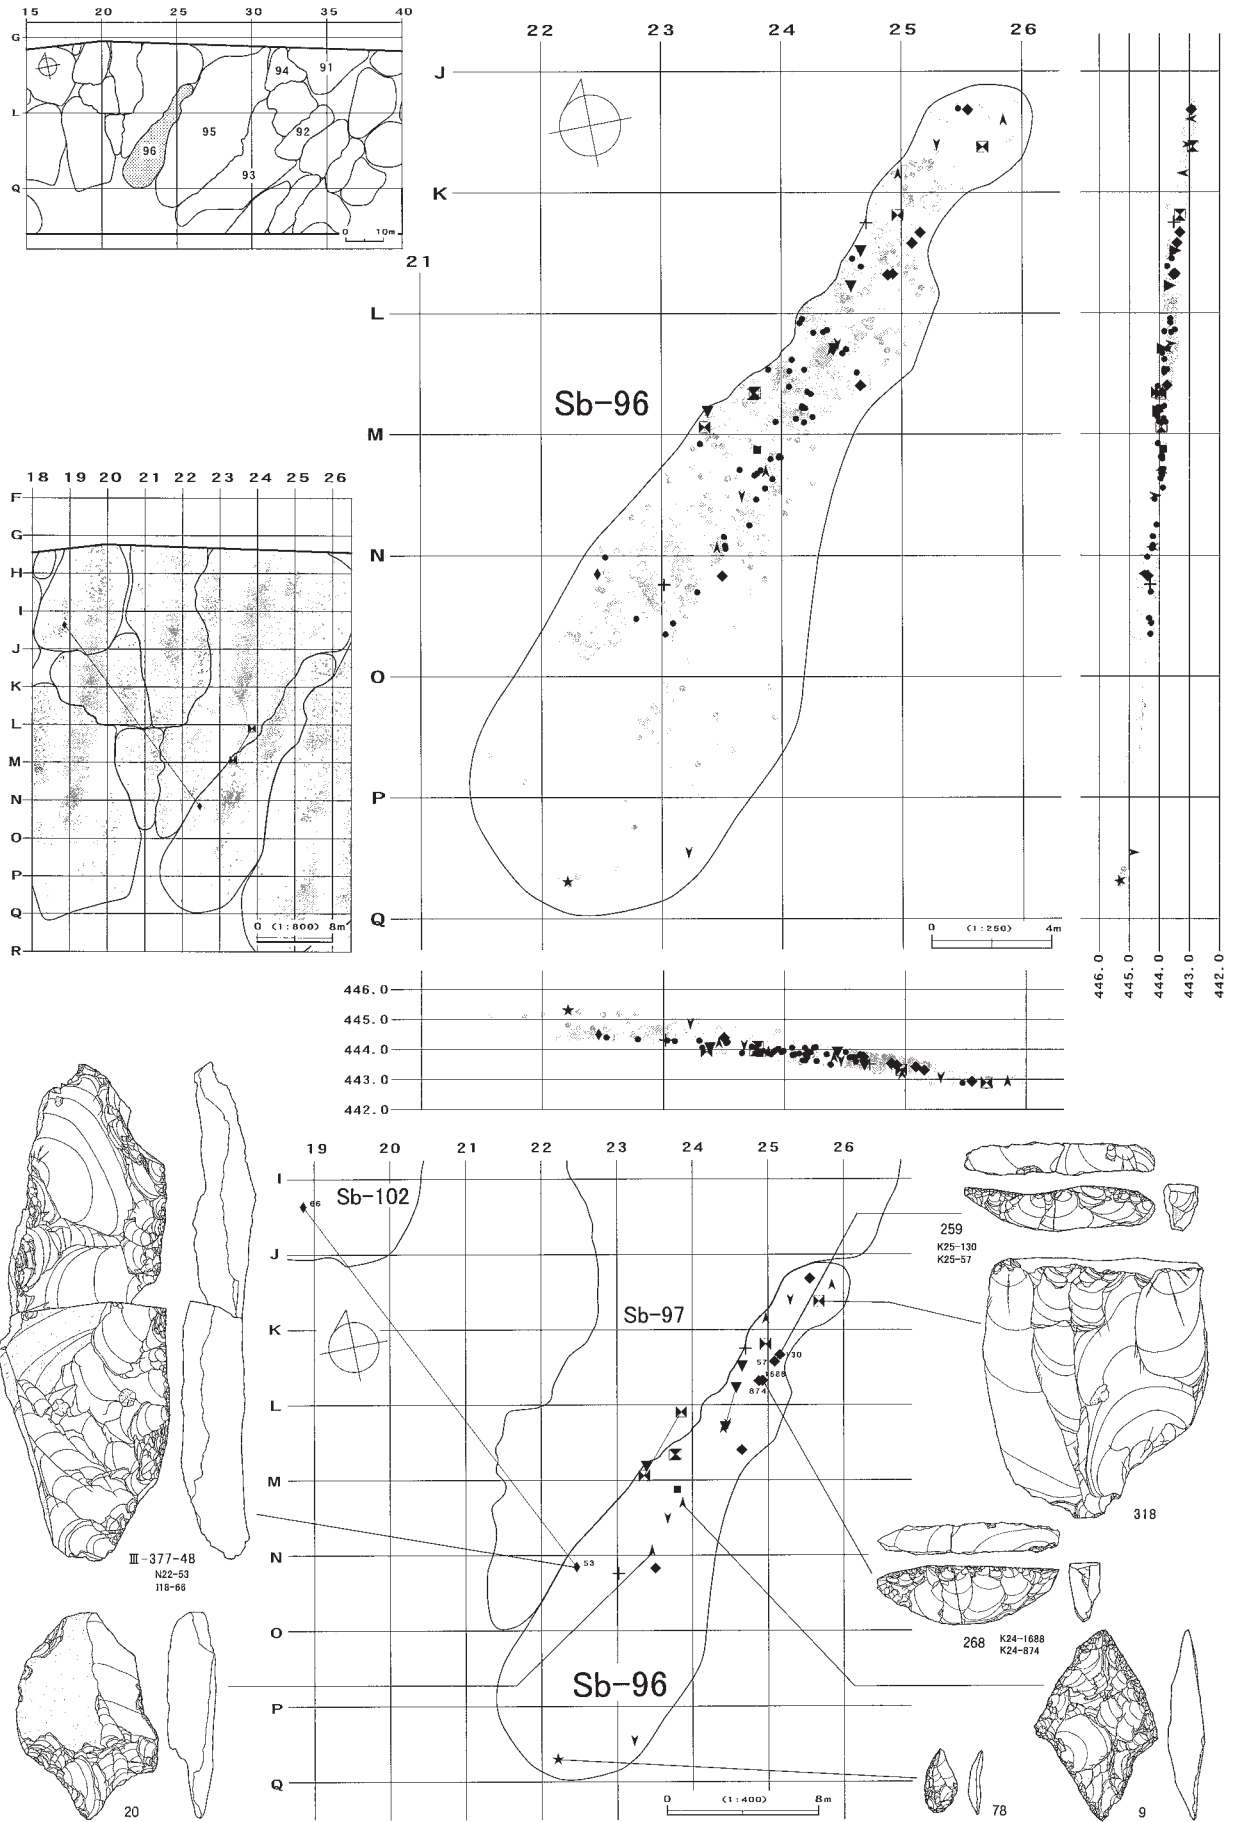 15 20 25 30 35 40
G
L
Q
94 91
95 92
96
93
0 10m
22 23 24 25 26
J
K
21
L
Sb-96
M
N
O
P
Q
0 (1:250) 4m
446.0 445.0 444.0 443.0 442.0
18 19 20 21 22 23 24 25 26
F
G
H
I
J
K
L
M
N
O
P
Q
R
0 (1:800) 8m
446.0
445.0
444.0
443.0
442.0
19 20 21 22 23 24 25 26
I
Sb-102
66
J
Sb-97
K
57 130
1688
874
L
M
N
53
O
Sb-96
P
Q
0 (1:400) 8m
III-377-48
N22-53
I18-66
20
259
K25-130
K25-57
318
268 K24-1688
K24-874
78
9